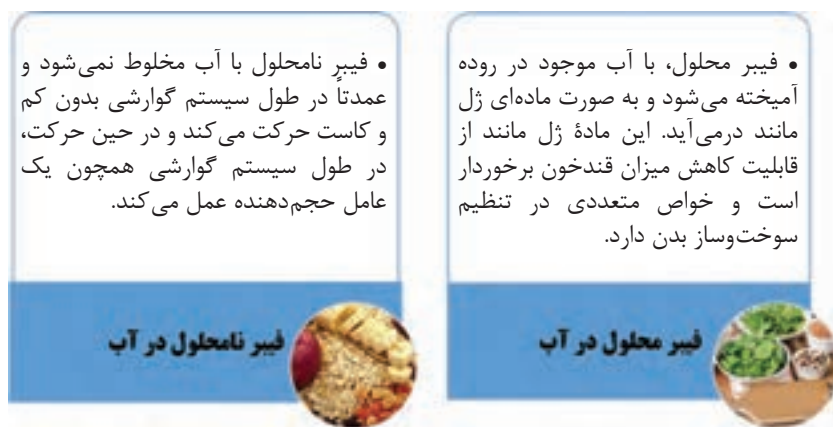 • فیبر محلول، با آب موجود در روده
آمیخته می‌شود و به صورت ماده‌ای ژل
مانند درمی‌آید. این مادهٔ ژل مانند از
قابلیت کاهش میزان قندخون برخوردار
است و خواص متعددی در تنظیم
سوخت‌وساز بدن دارد.
فیبر محلول در آب
• فیبرِ نامحلول با آب مخلوط نمی‌شود و
عمدتاً در طول سیستم گوارشی بدون کم
و کاست حرکت می‌کند و در حین حرکت،
در طول سیستم گوارشی همچون یک
عامل حجم‌دهنده عمل می‌کند.
فیبر نامحلول در آب